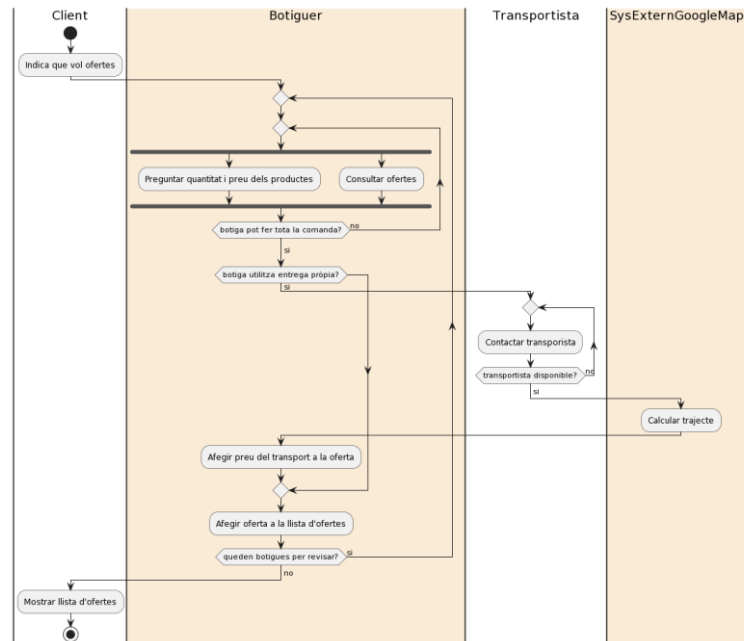 Client
Botiguer
Transportista
SysExternGoogleMap
Indica que vol ofertes
Preguntar quantitat i preu dels productes
Consultar ofertes
botiga pot fer tota la comanda?
no
si
botiga utilitza entrega pròpia?
si
Contactar transporista
transportista disponible?
no
si
Calcular trajecte
Afegir preu del transport a la oferta
Afegir oferta a la llista d'ofertes
queden botigues per revisar?
si
no
Mostrar llista d'ofertes